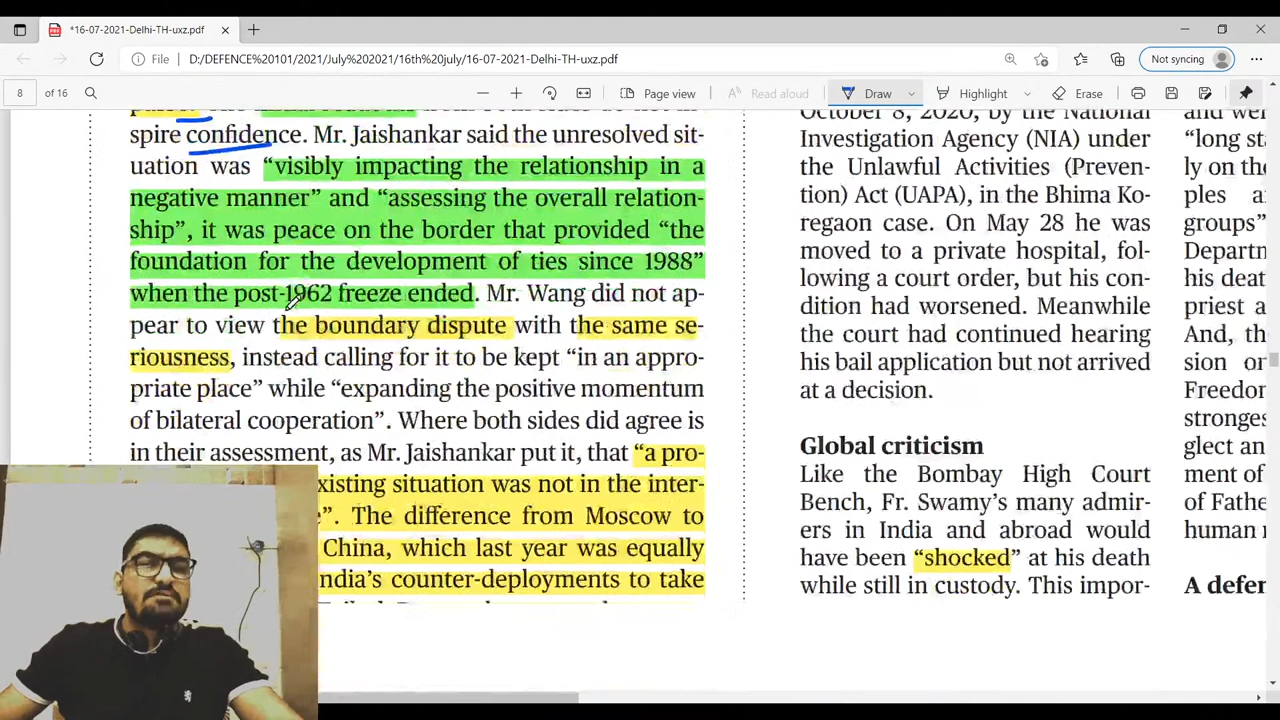 *16-07-2021-Delhi-TH-uxz.pdf
File
D:/DEFENCE%20101/2021/July%202021/16th%20july/16-07-2021-Delhi-TH-uxz.pdf
Not syncing
8 of 16
Page view
Read aloud
Draw
Highlight
Erase
spire confidence. Mr. Jaishankar said the unresolved sit-
uation was “visibly impacting the relationship in a
negative manner” and “assessing the overall relation-
ship”, it was peace on the border that provided “the
foundation for the development of ties since 1988”
when the post-1962 freeze ended. Mr. Wang did not ap-
pear to view the boundary dispute with the same se-
riousness, instead calling for it to be kept “in an appro-
priate place” while “expanding the positive momentum
of bilateral cooperation”. Where both sides did agree is
in their assessment, as Mr. Jaishankar put it, that “a pro-
xisting situation was not in the inter-
e”. The difference from Moscow to
China, which last year was equally
ndia’s counter-deployments to take
October 8, 2020, by the National
Investigation Agency (NIA) under
the Unlawful Activities (Preven-
tion) Act (UAPA), in the Bhima Ko-
regaon case. On May 28 he was
moved to a private hospital, fol-
lowing a court order, but his con-
dition had worsened. Meanwhile
the court had continued hearing
his bail application but not arrived
at a decision.
Global criticism
Like the Bombay High Court
Bench, Fr. Swamy’s many admir-
ers in India and abroad would
have been “shocked” at his death
while still in custody. This impor-
and we
“long sta
ly on the
ples a
groups”
Departm
his deat
priest a
And, th
sion or
Freedom
stronges
glect an
ment of
of Fathe
human r
A defer